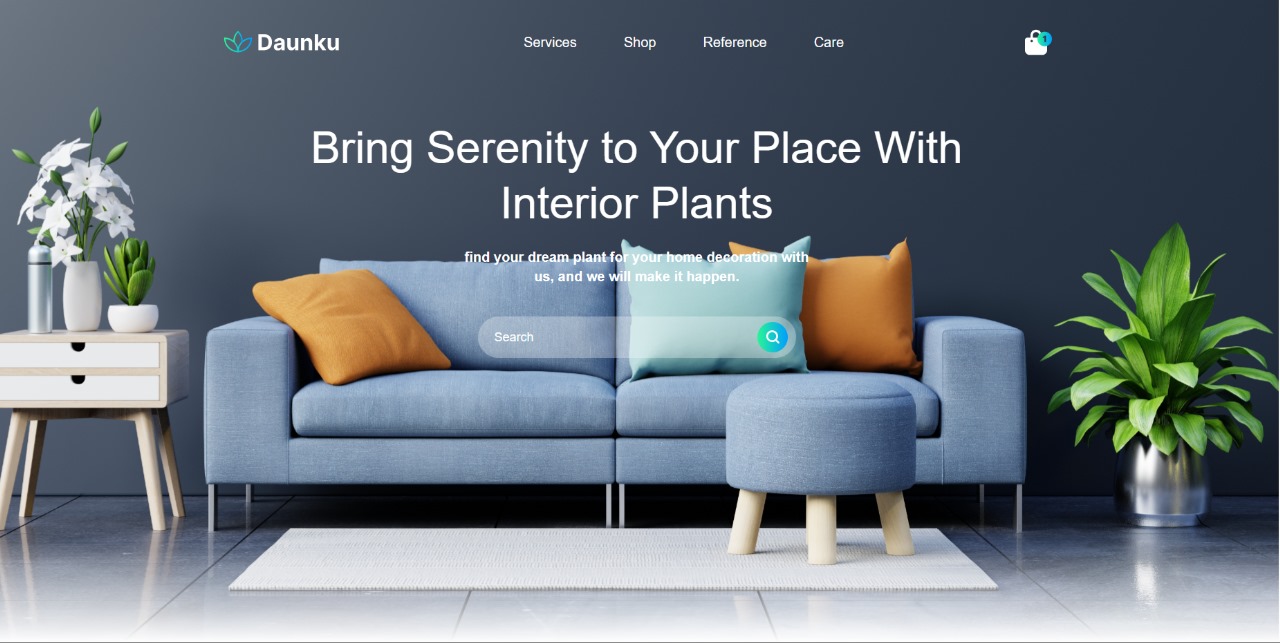 Daunku
Services
Shop
Reference
Care
1
Bring Serenity to Your Place With
Interior Plants
find your dream plant for your home decoration with
us, and we will make it happen.
Search